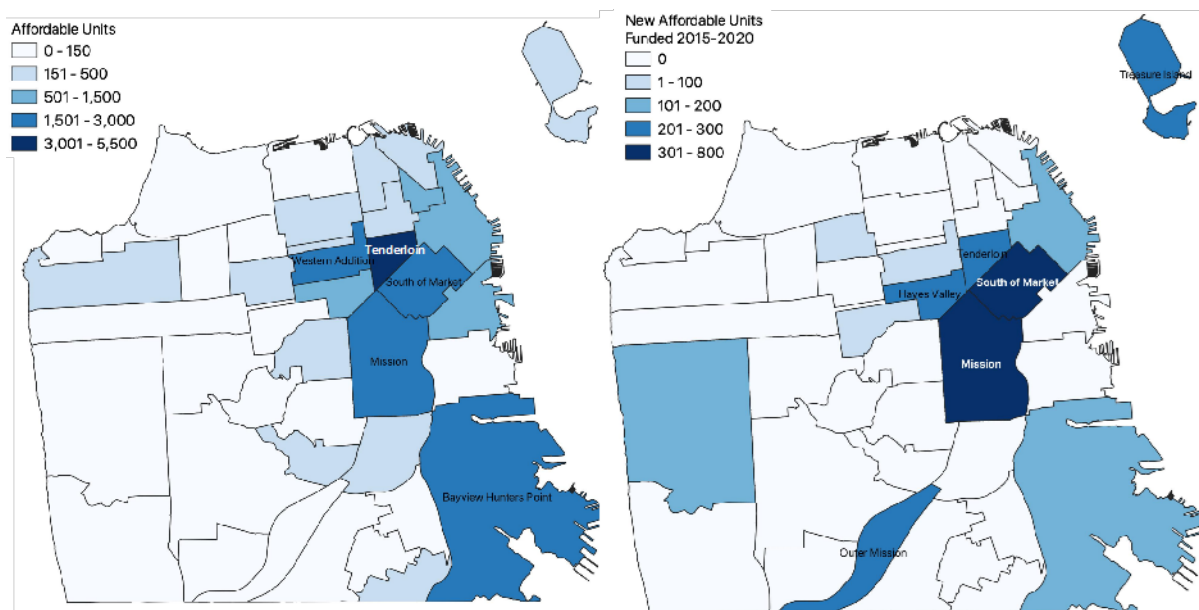 Affordable Units
0 - 150
151 - 500
501 - 1,500
1,501 - 3,000
3,001 - 5,500
Tenderloin
Western Addition
South of Market
Mission
Bayview Hunters Point
New Affordable Units
Funded 2015-2020
0
1 - 100
101 - 200
201 - 300
301 - 800
Treasure Island
Tenderloin
South of Market
Hayes Valley
Mission
Outer Mission